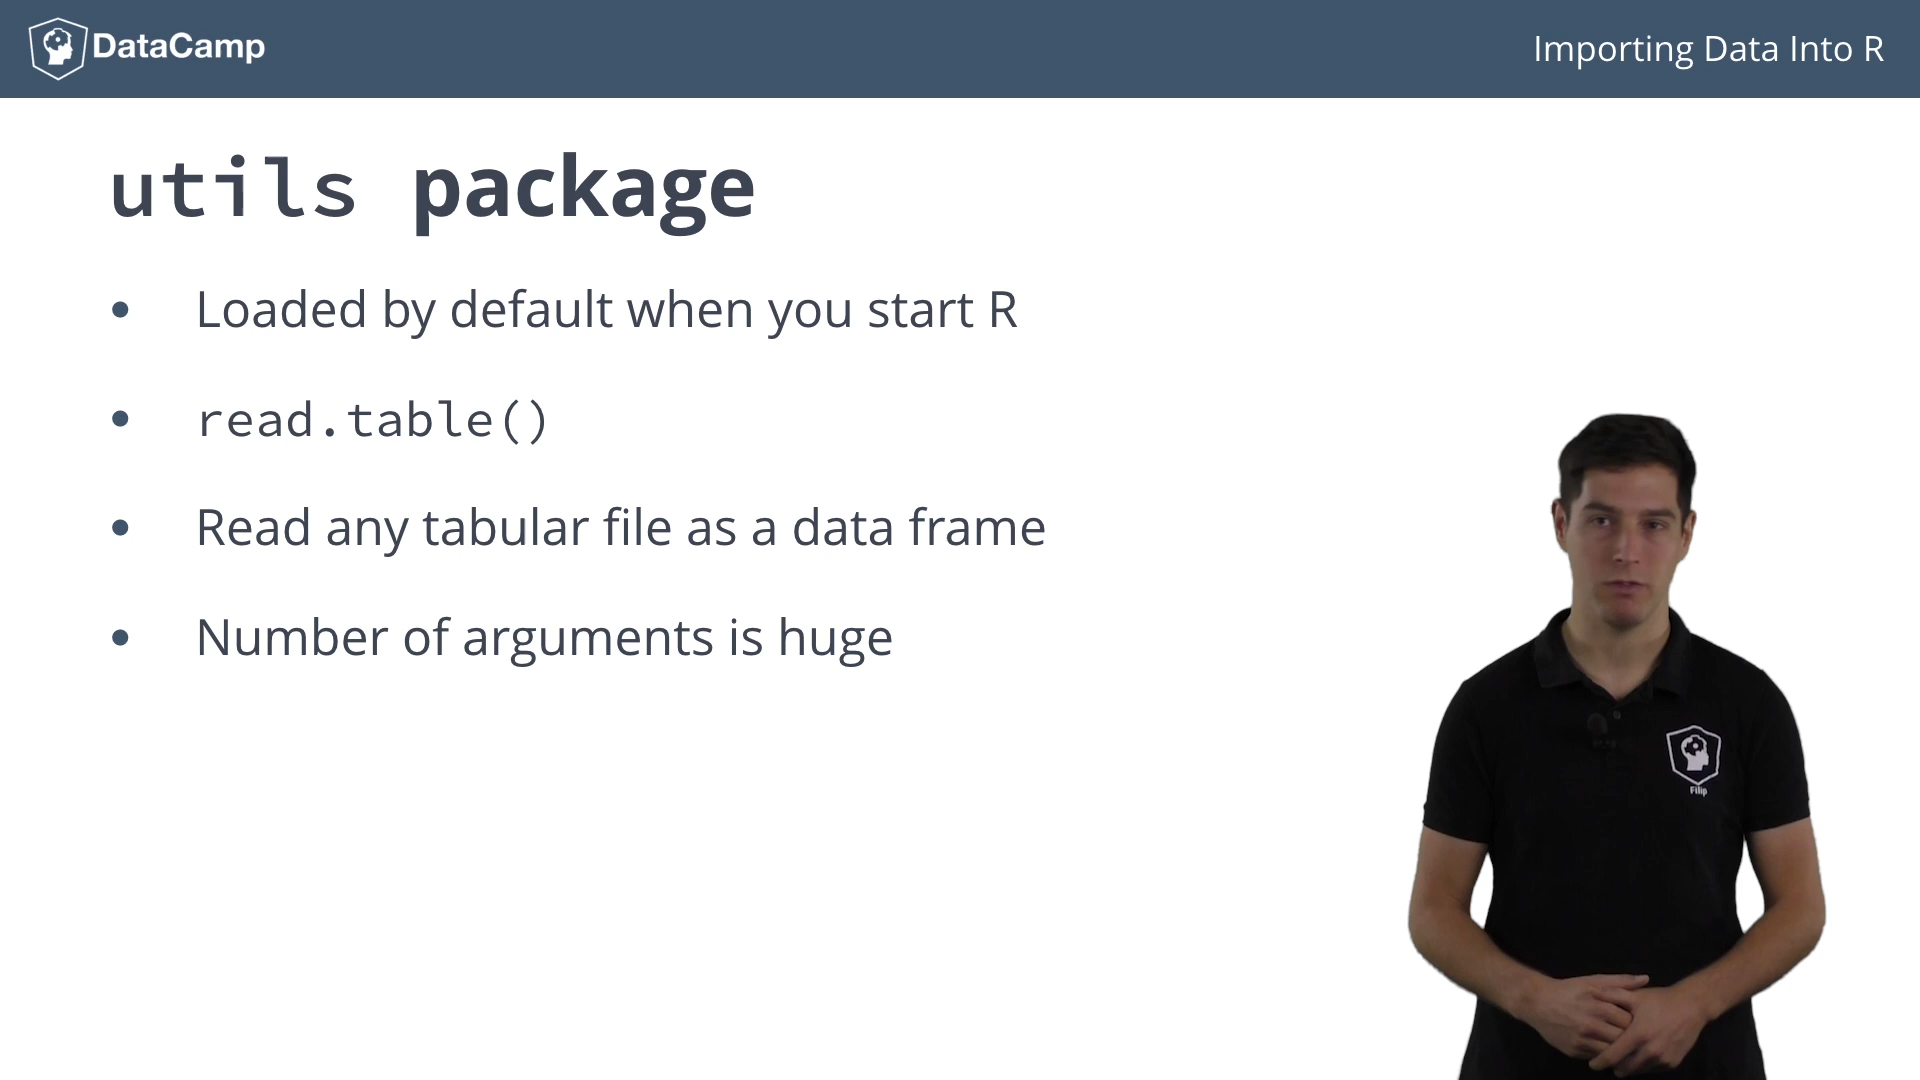 DataCamp
Importing Data Into R
utils package
• Loaded by default when you start R
• read.table()
• Read any tabular file as a data frame
• Number of arguments is huge
Filip